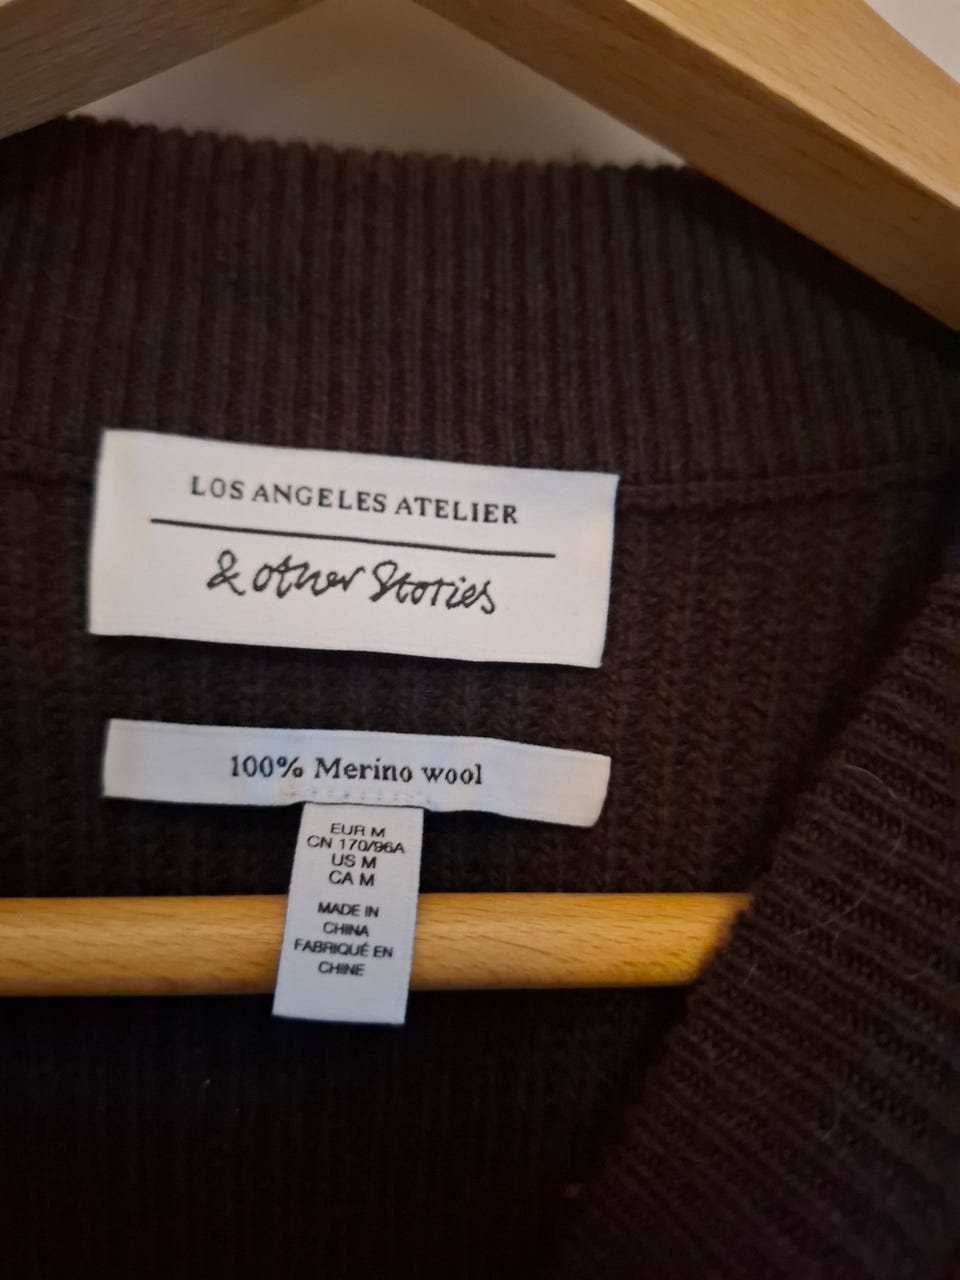 LOS ANGELES ATELIER
& other Stories
100% Merino wool
EUR M
CN 170/96A
US M
CA M
MADE IN
CHINA
FABRIQUÉ EN
CHINE